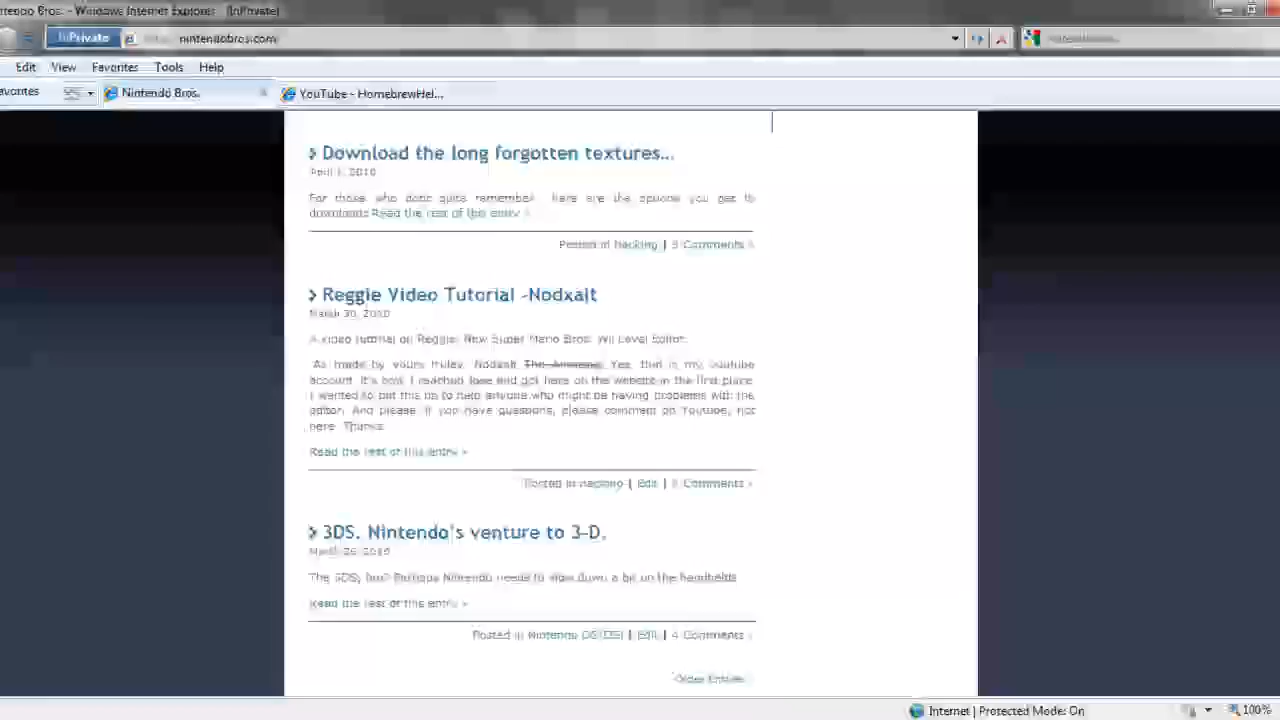 ntendo Bros. - Windows Internet Explorer - [InPrivate]
InPrivate nintendobros.com
Edit View Favorites Tools Help
avorites Nintendo Bros. YouTube - HomebrewHel...
Download the long forgotten textures...
April 1, 2010
For those who dont quite remember here are the options you get to
download: Read the rest of this entry »
Posted in hacking | 3 Comments »
Reggie Video Tutorial -Nodxalt
March 30, 2010
A video tutorial on Reggie: New Super Mario Bros. Wii Level Editor.
As made by yours truley, Nodxalt. Yes, that is my youtube
account. It's how I reached love and got here on the website in the first place.
I wanted to put this up to help anyone who might be having problems with the
editor. And please, if you have questions, please comment on Youtube, not
here. Thanks.
Read the rest of this entry »
Posted in hacking | Edit | Comments »
3DS. Nintendo's venture to 3-D.
March 2010
The 3DS, huh? Perhaps Nintendo needs to slow down a bit on the handhelds
Read the rest of this entry »
Posted in Nintendo DS(DSi) | Edit | 4 Comments »
Older Entries
Internet | Protected Mode: On 100%